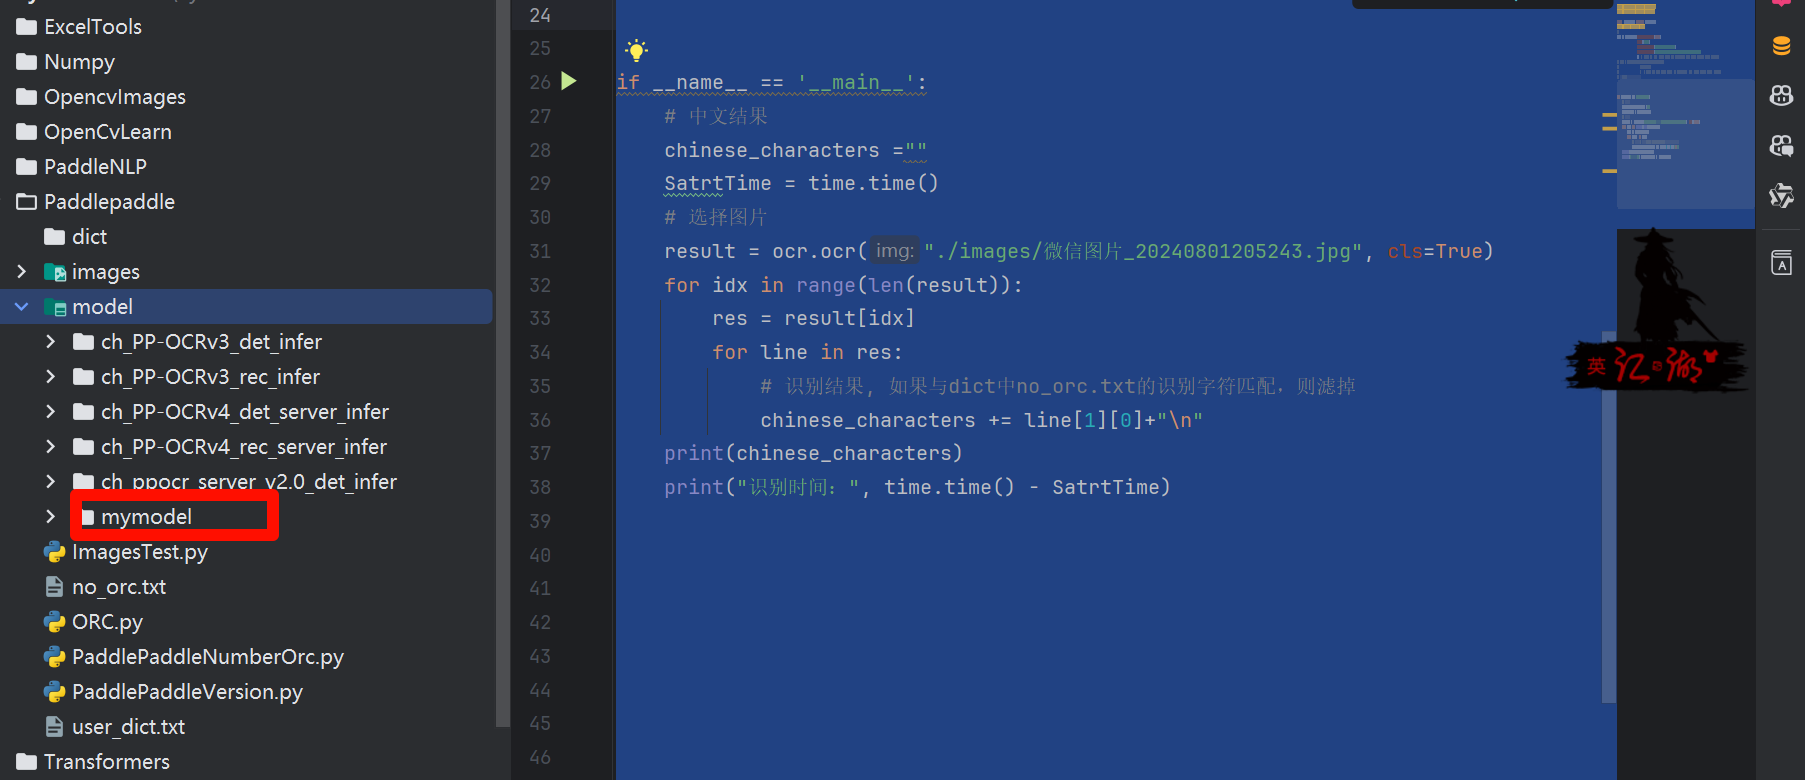 ExcelTools
Numpy
OpencvImages
OpenCvLearn
PaddleNLP
Paddlepaddle
dict
images
model
ch_PP-OCRv3_det_infer
ch_PP-OCRv3_rec_infer
ch_PP-OCRv4_det_server_infer
ch_PP-OCRv4_rec_server_infer
ch_ppocr_server_v2.0_det_infer
mymodel
ImagesTest.py
no_orc.txt
ORC.py
PaddlePaddleNumberOrc.py
PaddlePaddleVersion.py
user_dict.txt
Transformers
24
25
26 if __name__ == '__main__':
27 # 中文结果
28 chinese_characters =""
29 SatrtTime = time.time()
30 # 选择图片
31 result = ocr.ocr( img: "./images/微信图片_20240801205243.jpg", cls=True)
32 for idx in range(len(result)):
33 res = result[idx]
34 for line in res:
35 # 识别结果, 如果与dict中no_orc.txt的识别字符匹配，则滤掉
36 chinese_characters += line[1][0]+"\n"
37 print(chinese_characters)
38 print("识别时间：", time.time() - SatrtTime)
39
40
41
42
43
44
45
46
英